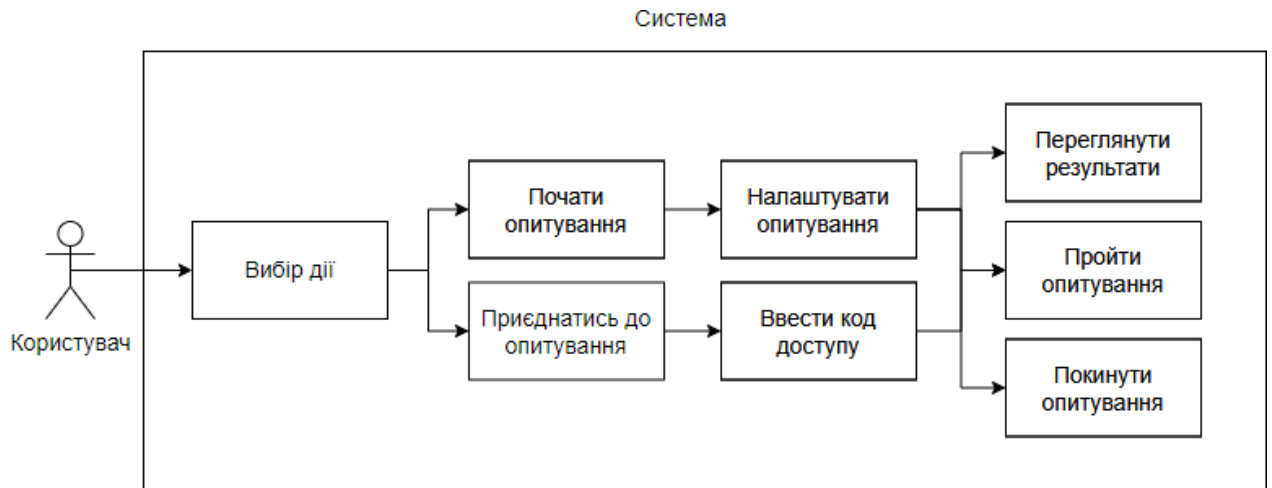 Система
Користувач
Вибір дії
Почати
опитування
Приєднатись до
опитування
Налаштувати
опитування
Ввести код
доступу
Переглянути
результати
Пройти
опитування
Покинути
опитування